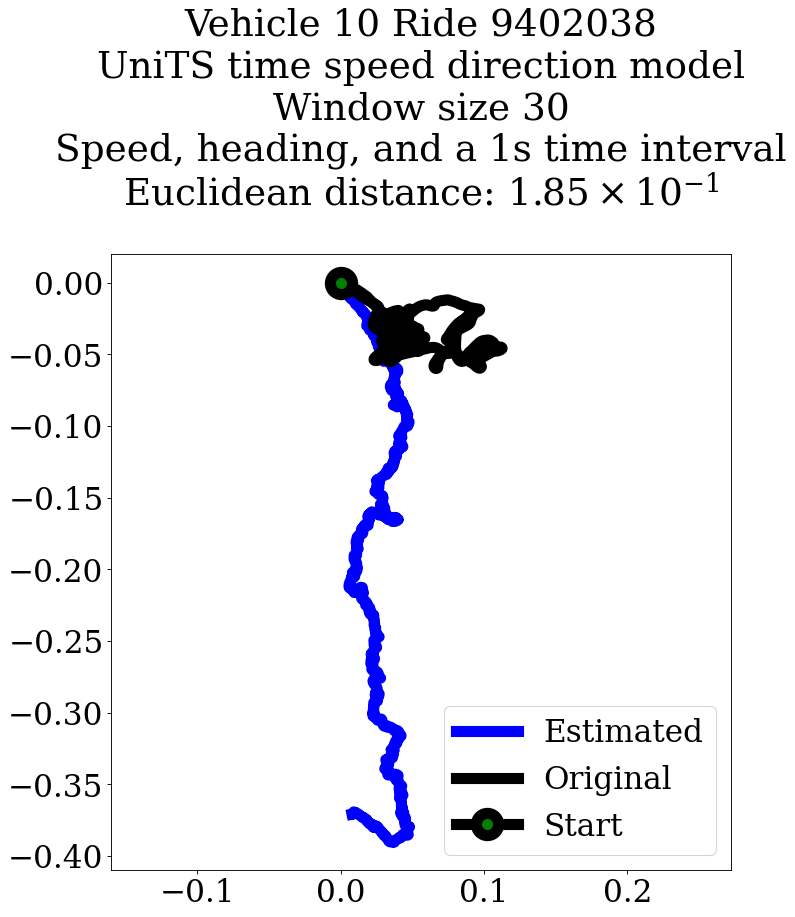 Vehicle 10 Ride 9402038
UniTS time speed direction model
Window size 30
Speed, heading, and a 1s time interval
Euclidean distance: 1.85 × 10⁻¹
0.00
−0.05
−0.10
−0.15
−0.20
−0.25
−0.30
−0.35
−0.40
Estimated
Original
Start
−0.1
0.0
0.1
0.2